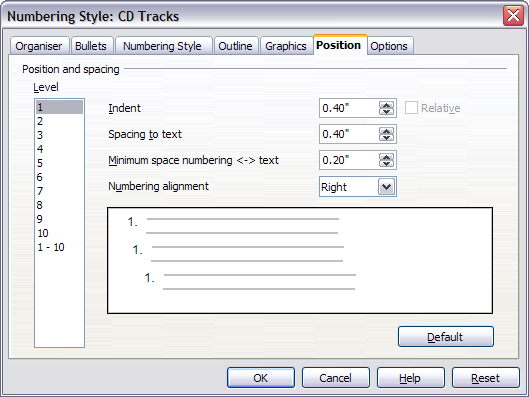 Numbering Style: CD Tracks
Organiser Bullets Numbering Style Outline Graphics Position Options
Position and spacing
Level
1
2
3
4
5
6
7
8
9
10
1 - 10
Indent 0.40" Relative
Spacing to text 0.40"
Minimum space numbering <-> text 0.20"
Numbering alignment Right
1.
1.
1.
Default
OK Cancel Help Reset